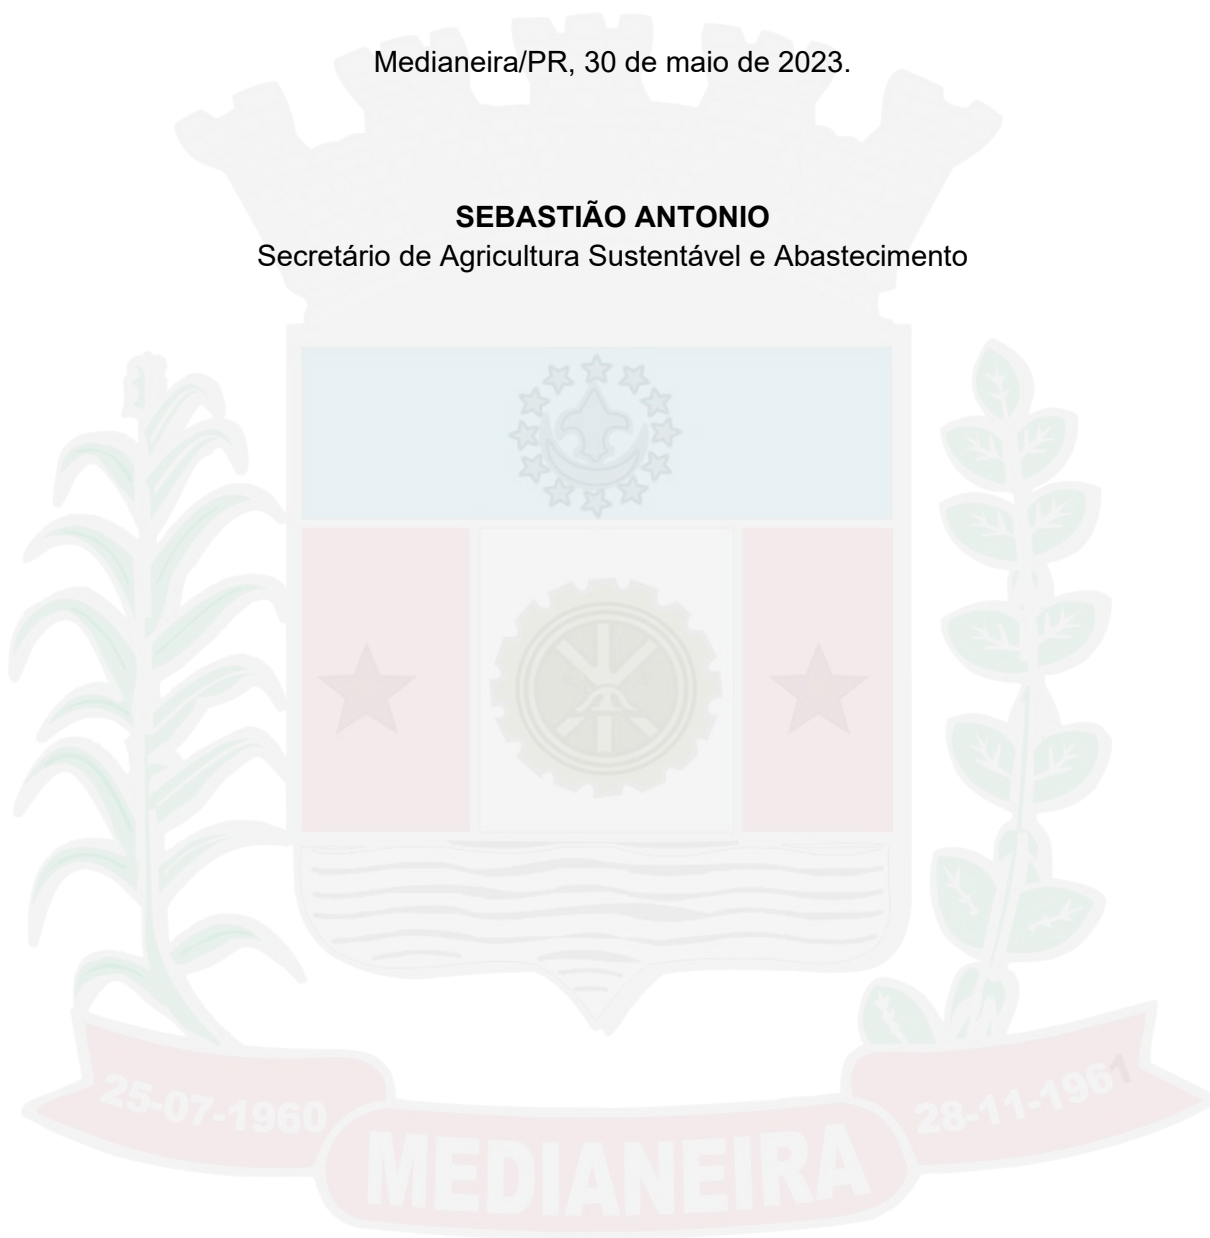 Medianeira/PR, 30 de maio de 2023.
SEBASTIÃO ANTONIO
Secretário de Agricultura Sustentável e Abastecimento
25-07-1960
28-11-1961
MEDIANEIRA